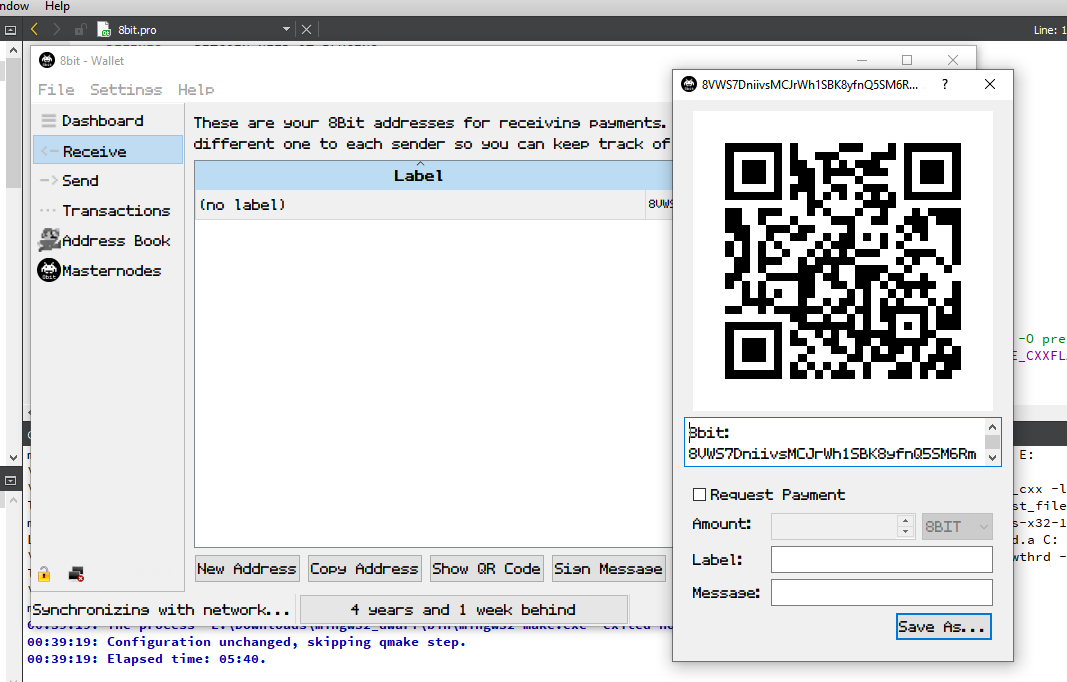 ndow Help
8bit.pro
Line: 1
8bit - Wallet
File Settings Help
Dashboard
Receive
Send
Transactions
Address Book
Masternodes
These are your 8Bit addresses for receiving payments.
different one to each sender so you can keep track of
Label
(no label)
8VWS
New Address
Copy Address
Show QR Code
Sign Message
Synchronizing with network...
4 years and 1 week behind
8VWS7DniivsMCJrWh1SBK8yfnQ5SM6R...
?
8bit:
8VWS7DniivsMCJrWh1SBK8yfnQ5SM6Rm
Request Payment
Amount:
8BIT
Label:
Message:
Save As...
-O pre
E_CXXFL
E:
_cxx -l
st_file
s-x32-1
d.a C:
wthrd -
00:39:19: Configuration unchanged, skipping qmake step.
00:39:19: Elapsed time: 05:40.